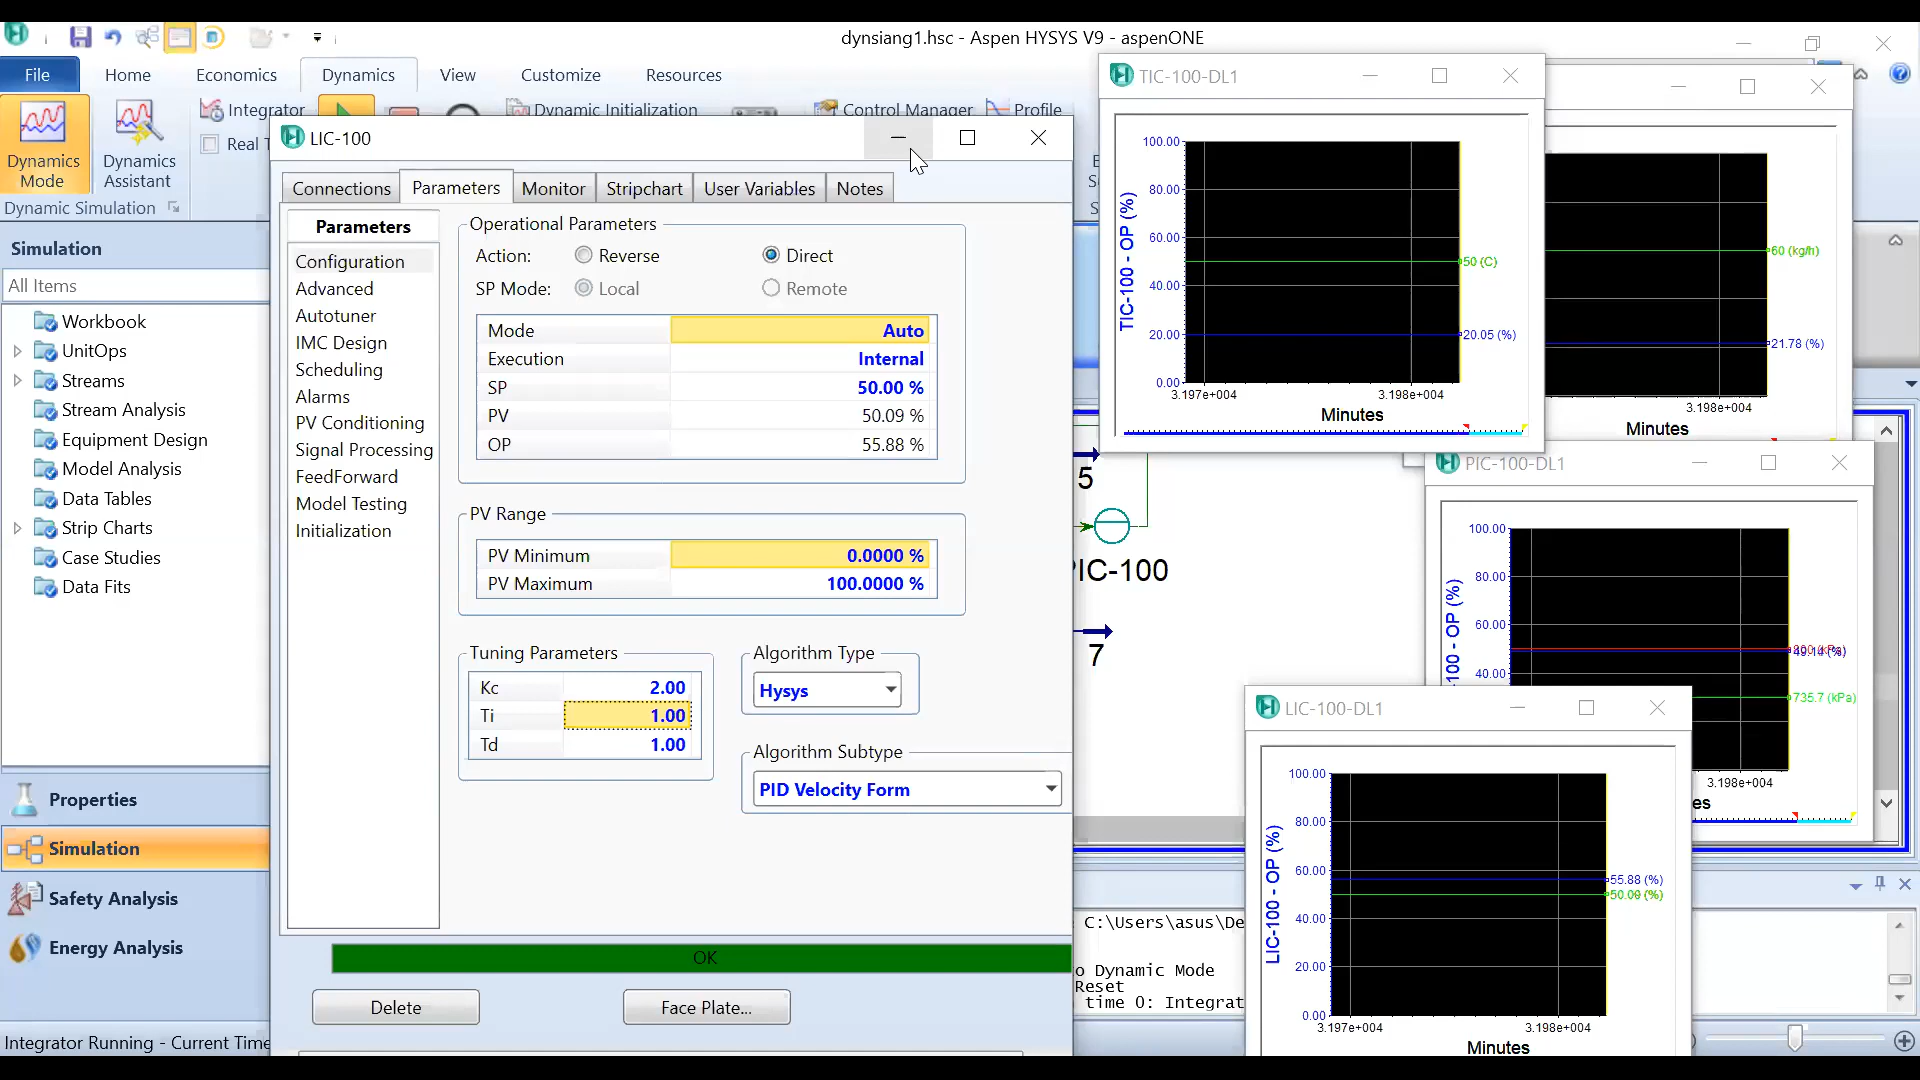 dynsiang1.hsc - Aspen HYSYS V9 - aspenONE
File
Home
Economics
Dynamics
View
Customize
Resources
Dynamics
Mode
Dynamics
Assistant
Integrator
Real
Dynamic Initialization
Control Manager
Profile
Dynamic Simulation
Simulation
All Items
Workbook
UnitOps
Streams
Stream Analysis
Equipment Design
Model Analysis
Data Tables
Strip Charts
Case Studies
Data Fits
Properties
Simulation
Safety Analysis
Energy Analysis
Integrator Running - Current Time
LIC-100
Connections
Parameters
Monitor
Stripchart
User Variables
Notes
Parameters
Configuration
Advanced
Autotuner
IMC Design
Scheduling
Alarms
PV Conditioning
Signal Processing
FeedForward
Model Testing
Initialization
Operational Parameters
Action: Reverse Direct
SP Mode: Local Remote
Mode Auto
Execution Internal
SP 50.00 %
PV 50.09 %
OP 55.88 %
PV Range
PV Minimum 0.0000 %
PV Maximum 100.0000 %
Tuning Parameters
Kc 2.00
Ti 1.00
Td 1.00
Algorithm Type
Hysys
Algorithm Subtype
PID Velocity Form
OK
Delete
Face Plate...
5
PIC-100
7
C:\Users\asus\De
o Dynamic Mode
Reset
time 0: Integrat
TIC-100-DL1
TIC-100 - OP (%)
100.00
80.00
60.00
40.00
20.00
0.00
50 (C)
20.05 (%)
3.197e+004
3.198e+004
Minutes
60 (kg/h)
21.78 (%)
3.198e+004
Minutes
PIC-100-DL1
-100 - OP (%)
100.00
80.00
60.00
40.00
735.7 (kPa)
3.198e+004
es
LIC-100-DL1
LIC-100 - OP (%)
100.00
80.00
60.00
40.00
20.00
0.00
55.88 (%)
50.00 (%)
3.197e+004
3.198e+004
Minutes